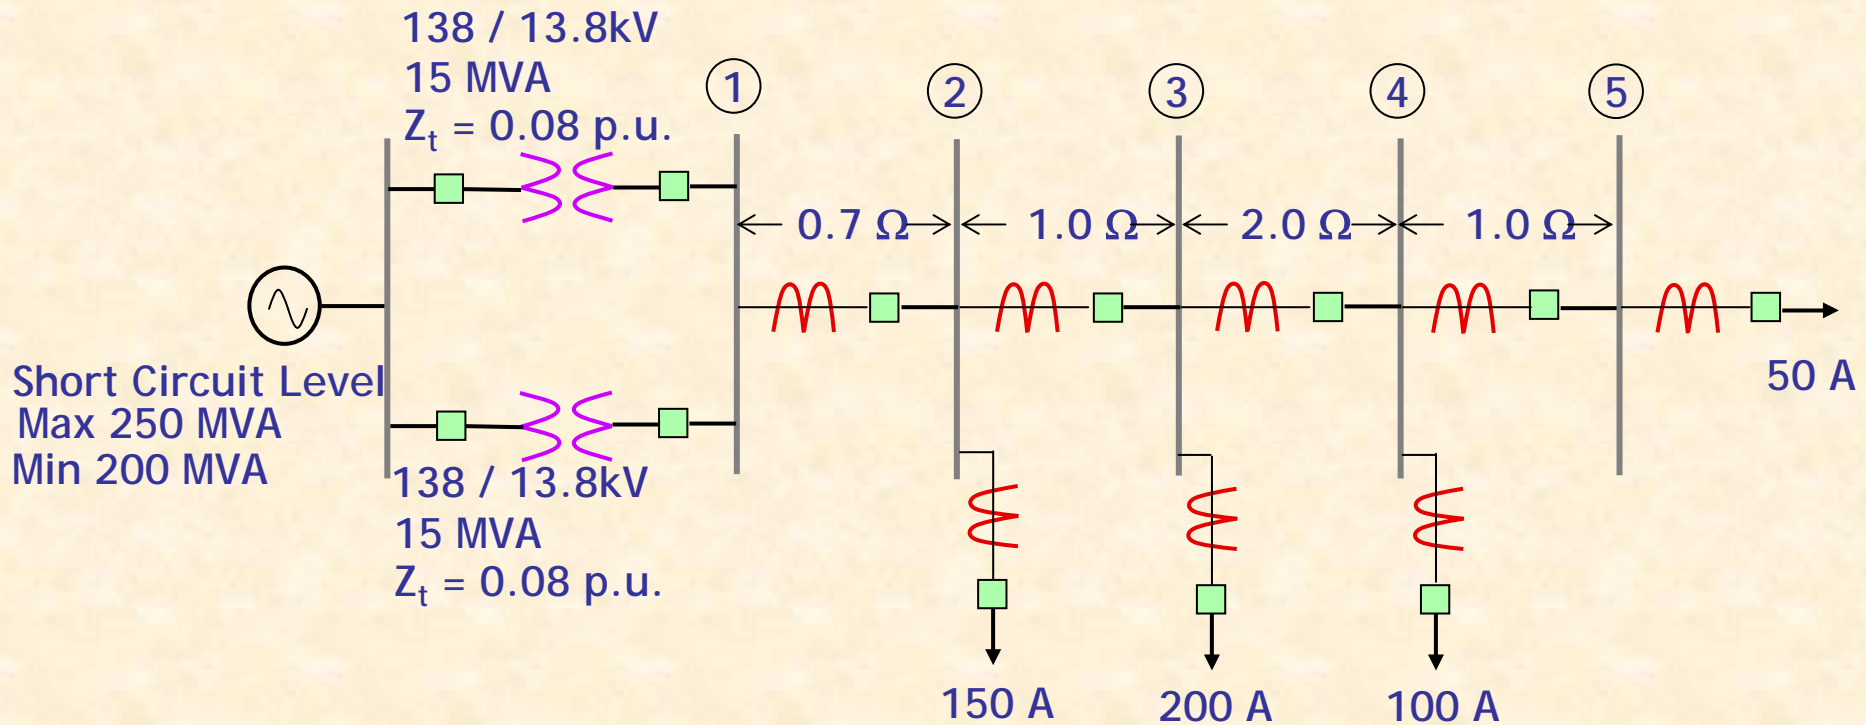 138 / 13.8kV
15 MVA
Zt = 0.08 p.u.
1
2
3
4
5
0.7 Ω
1.0 Ω
2.0 Ω
1.0 Ω
Short Circuit Level
Max 250 MVA
Min 200 MVA
50 A
138 / 13.8kV
15 MVA
Zt = 0.08 p.u.
150 A
200 A
100 A